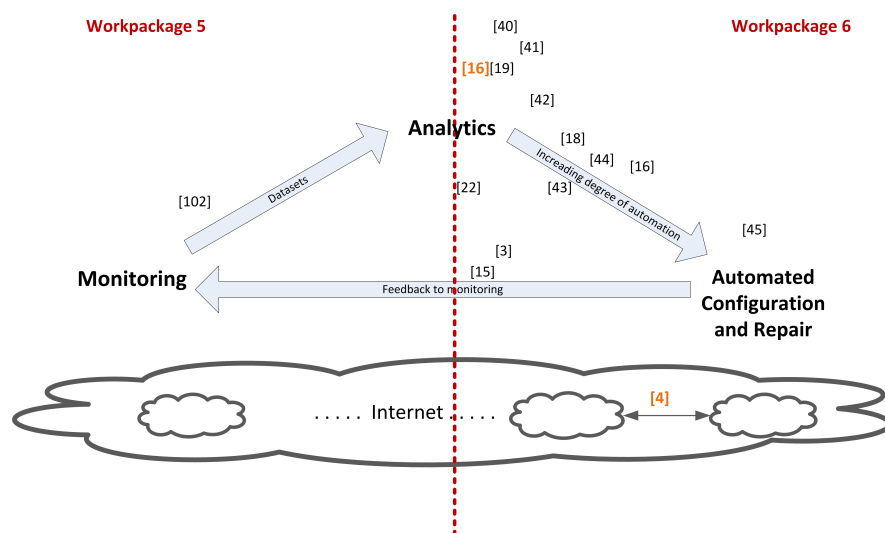 Workpackage 5
Workpackage 6
[40]
[41]
[16][19]
[42]
Analytics
[18]
[44]
[16]
Increading degree of automation
[43]
[22]
Datasets
[102]
[45]
[3]
[15]
Monitoring
Feedback to monitoring
Automated
Configuration
and Repair
[4]
. . . . . Internet . . . . .